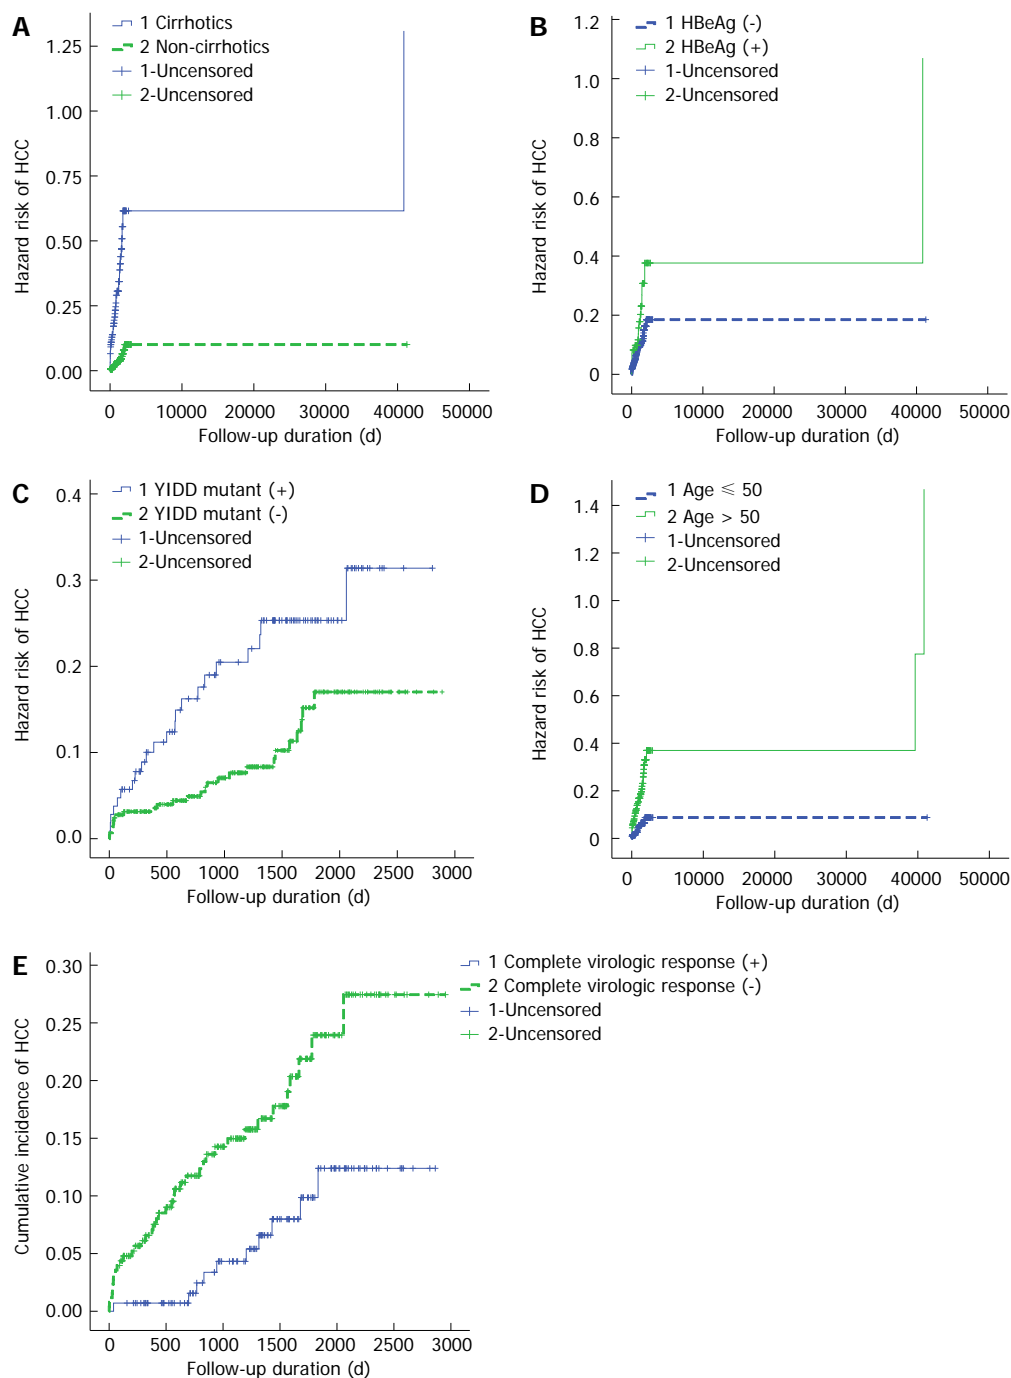 A
1 Cirrhotics
2 Non-cirrhotics
1-Uncensored
2-Uncensored
1.25
1.00
0.75
0.50
0.25
0.00
Hazard risk of HCC
0 10000 20000 30000 40000 50000
Follow-up duration (d)
B
1 HBeAg (-)
2 HBeAg (+)
1-Uncensored
2-Uncensored
1.2
1.0
0.8
0.6
0.4
0.2
0
Hazard risk of HCC
0 10000 20000 30000 40000 50000
Follow-up duration (d)
C
1 YIDD mutant (+)
2 YIDD mutant (-)
1-Uncensored
2-Uncensored
0.4
0.3
0.2
0.1
0.0
Hazard risk of HCC
0 500 1000 1500 2000 2500 3000
Follow-up duration (d)
D
1 Age ≤ 50
2 Age > 50
1-Uncensored
2-Uncensored
1.4
1.2
1.0
0.8
0.6
0.4
0.2
0
Hazard risk of HCC
0 10000 20000 30000 40000 50000
Follow-up duration (d)
E
1 Complete virologic response (+)
2 Complete virologic response (-)
1-Uncensored
2-Uncensored
0.30
0.25
0.20
0.15
0.10
0.05
0.00
Cumulative incidence of HCC
0 500 1000 1500 2000 2500 3000
Follow-up duration (d)